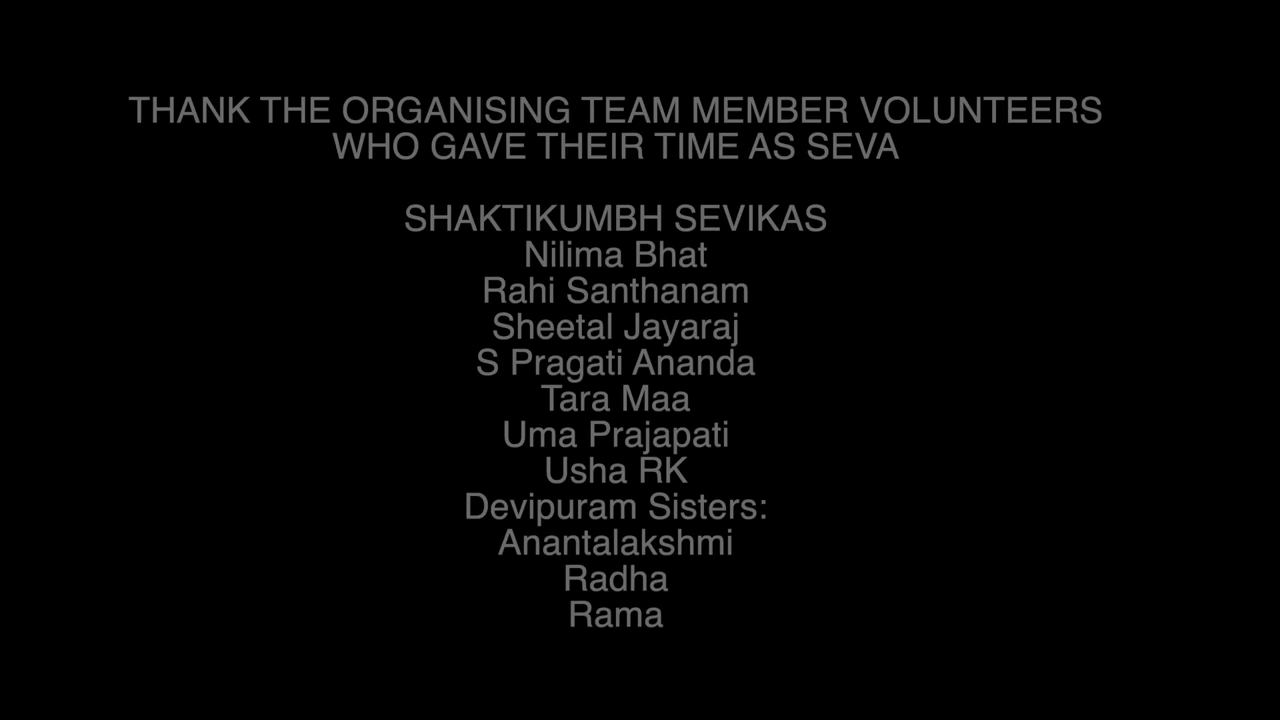 THANK THE ORGANISING TEAM MEMBER VOLUNTEERS
WHO GAVE THEIR TIME AS SEVA
SHAKTIKUMBH SEVIKAS
Nilima Bhat
Rahi Santhanam
Sheetal Jayaraj
S Pragati Ananda
Tara Maa
Uma Prajapati
Usha RK
Devipuram Sisters:
Anantalakshmi
Radha
Rama